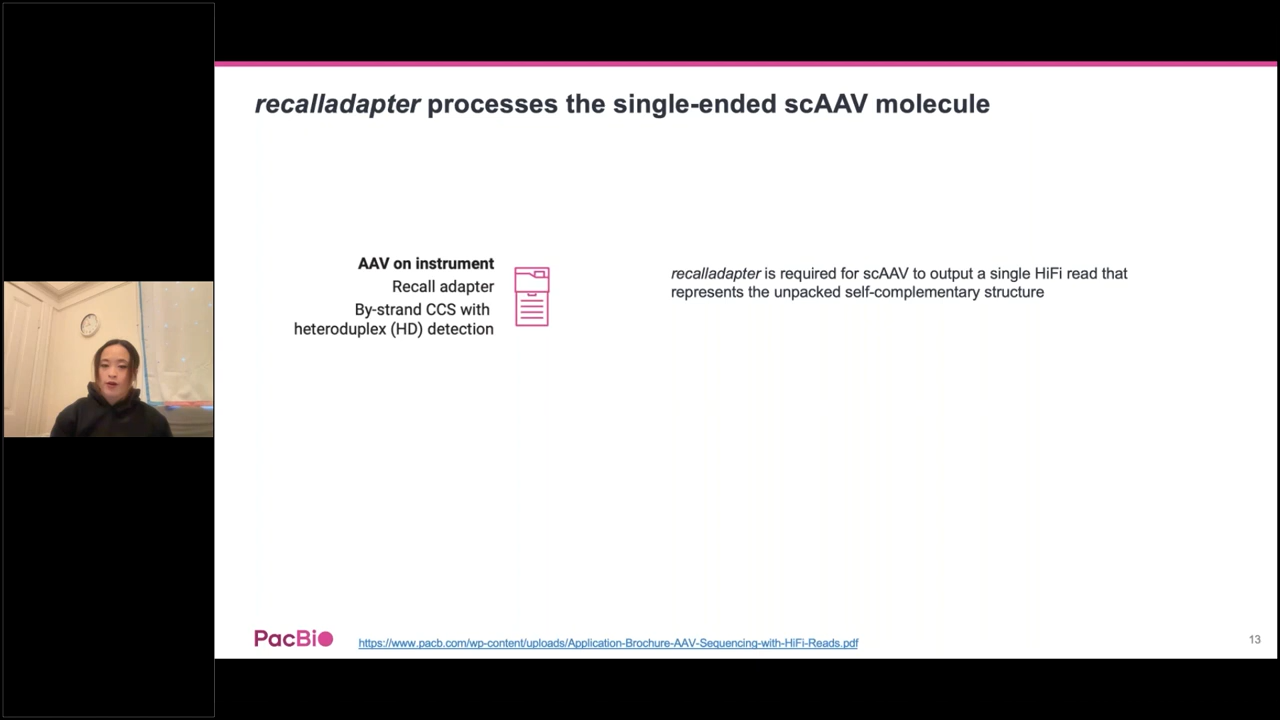 recalladapter processes the single-ended scAAV molecule
AAV on instrument
Recall adapter
By-strand CCS with
heteroduplex (HD) detection
recalladapter is required for scAAV to output a single HiFi read that
represents the unpacked self-complementary structure
PacBio
https://www.pacb.com/wp-content/uploads/Application-Brochure-AAV-Sequencing-with-HiFi-Reads.pdf
13